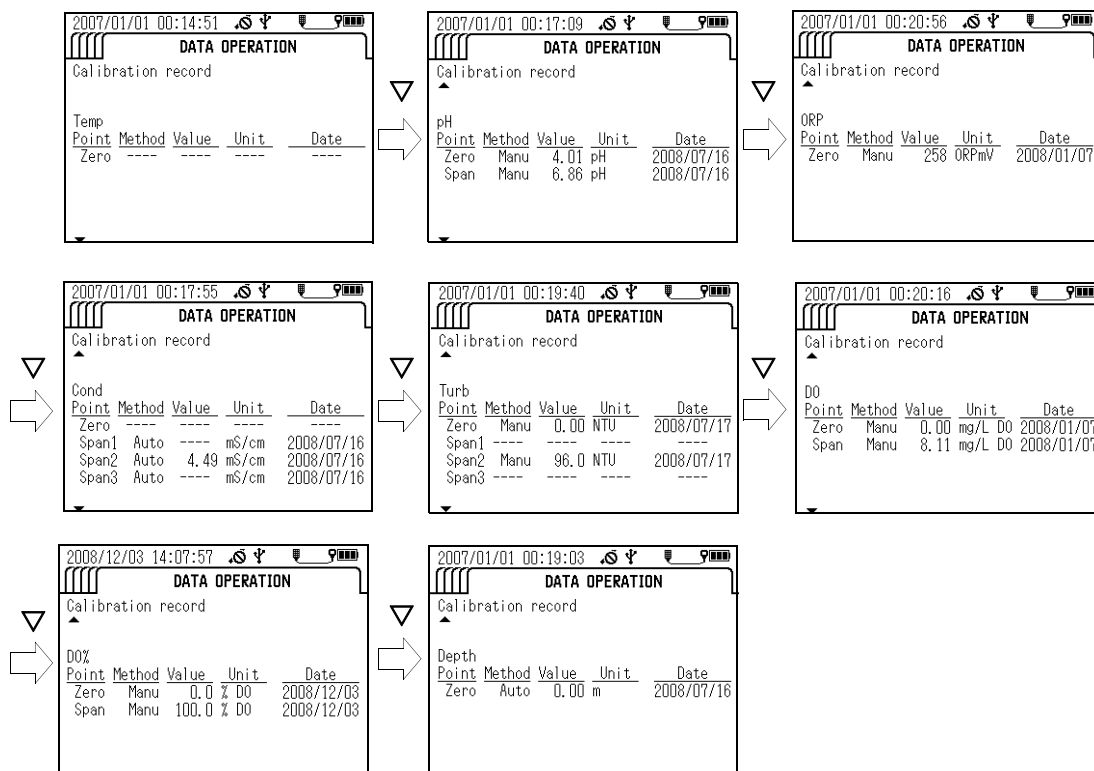 2007/01/01 00:14:51
DATA OPERATION
Calibration record
Temp
Point Method Value Unit Date
Zero ---- ---- ---- ----
2007/01/01 00:17:09
DATA OPERATION
Calibration record
pH
Point Method Value Unit Date
Zero Manu 4.01 pH 2008/07/16
Span Manu 6.86 pH 2008/07/16
2007/01/01 00:20:56
DATA OPERATION
Calibration record
ORP
Point Method Value Unit Date
Zero Manu 258 ORPmV 2008/01/07
2007/01/01 00:17:55
DATA OPERATION
Calibration record
Cond
Point Method Value Unit Date
Zero ---- ---- ---- ----
Span1 Auto ---- mS/cm 2008/07/16
Span2 Auto 4.49 mS/cm 2008/07/16
Span3 Auto ---- mS/cm 2008/07/16
2007/01/01 00:19:40
DATA OPERATION
Calibration record
Turb
Point Method Value Unit Date
Zero Manu 0.00 NTU 2008/07/17
Span1 ---- ---- ---- ----
Span2 Manu 96.0 NTU 2008/07/17
Span3 ---- ---- ---- ----
2007/01/01 00:20:16
DATA OPERATION
Calibration record
DO
Point Method Value Unit Date
Zero Manu 0.00 mg/L DO 2008/01/07
Span Manu 8.11 mg/L DO 2008/01/07
2008/12/03 14:07:57
DATA OPERATION
Calibration record
DO%
Point Method Value Unit Date
Zero Manu 0.0 % DO 2008/12/03
Span Manu 100.0 % DO 2008/12/03
2007/01/01 00:19:03
DATA OPERATION
Calibration record
Depth
Point Method Value Unit Date
Zero Auto 0.00 m 2008/07/16